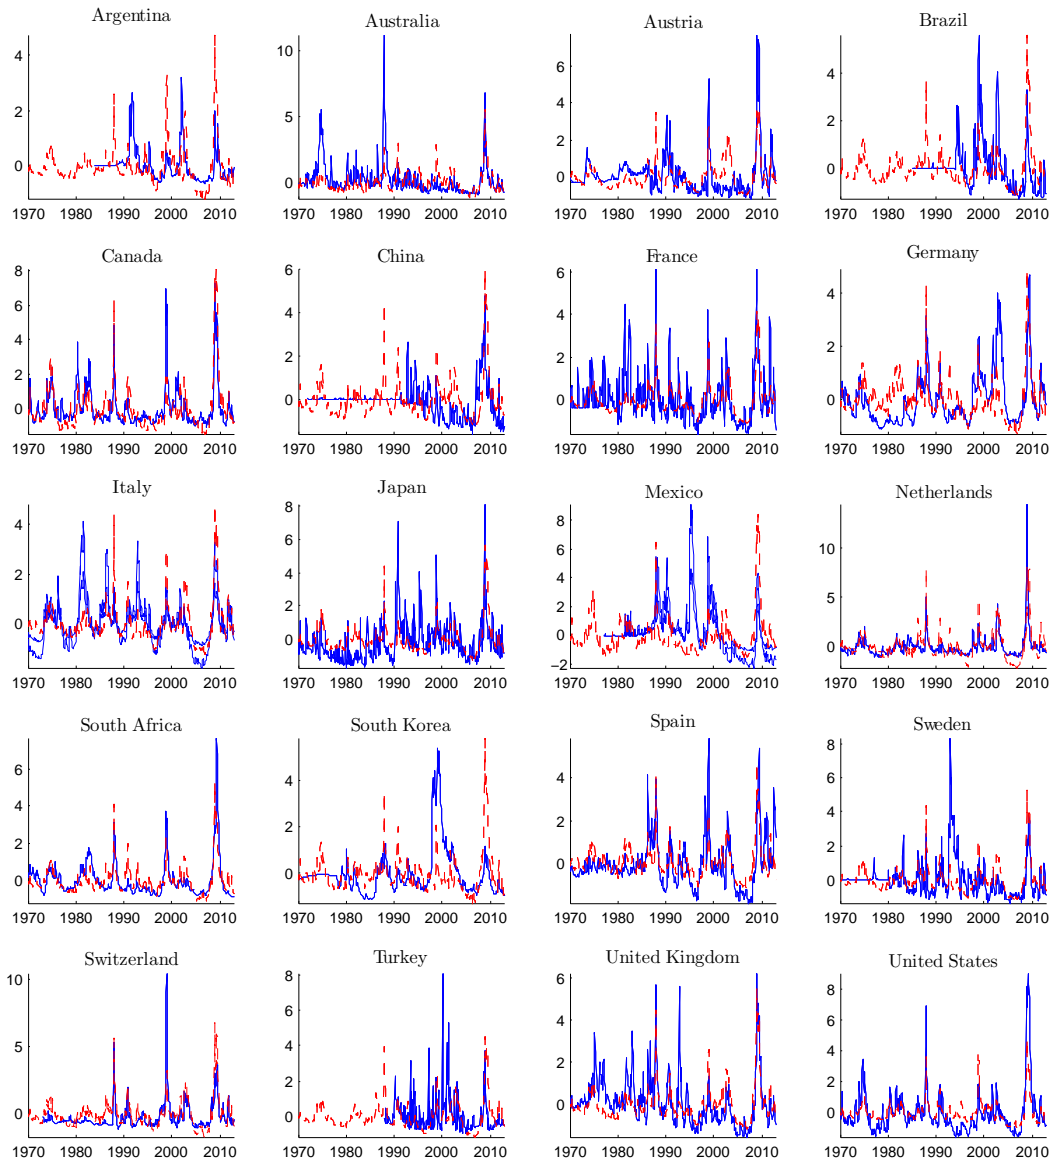 Argentina
4
2
0
1970 1980 1990 2000 2010
Australia
10
5
0
1970 1980 1990 2000 2010
Austria
6
4
2
0
1970 1980 1990 2000 2010
Brazil
4
2
0
1970 1980 1990 2000 2010
Canada
8
6
4
2
0
1970 1980 1990 2000 2010
China
6
4
2
0
1970 1980 1990 2000 2010
France
6
4
2
0
1970 1980 1990 2000 2010
Germany
4
2
0
1970 1980 1990 2000 2010
Italy
4
2
0
1970 1980 1990 2000 2010
Japan
8
6
4
2
0
1970 1980 1990 2000 2010
Mexico
8
6
4
2
0
−2
1970 1980 1990 2000 2010
Netherlands
10
5
0
1970 1980 1990 2000 2010
South Africa
6
4
2
0
1970 1980 1990 2000 2010
South Korea
4
2
0
1970 1980 1990 2000 2010
Spain
4
2
0
1970 1980 1990 2000 2010
Sweden
8
6
4
2
0
1970 1980 1990 2000 2010
Switzerland
10
5
0
1970 1980 1990 2000 2010
Turkey
8
6
4
2
0
1970 1980 1990 2000 2010
United Kingdom
6
4
2
0
1970 1980 1990 2000 2010
United States
8
6
4
2
0
1970 1980 1990 2000 2010